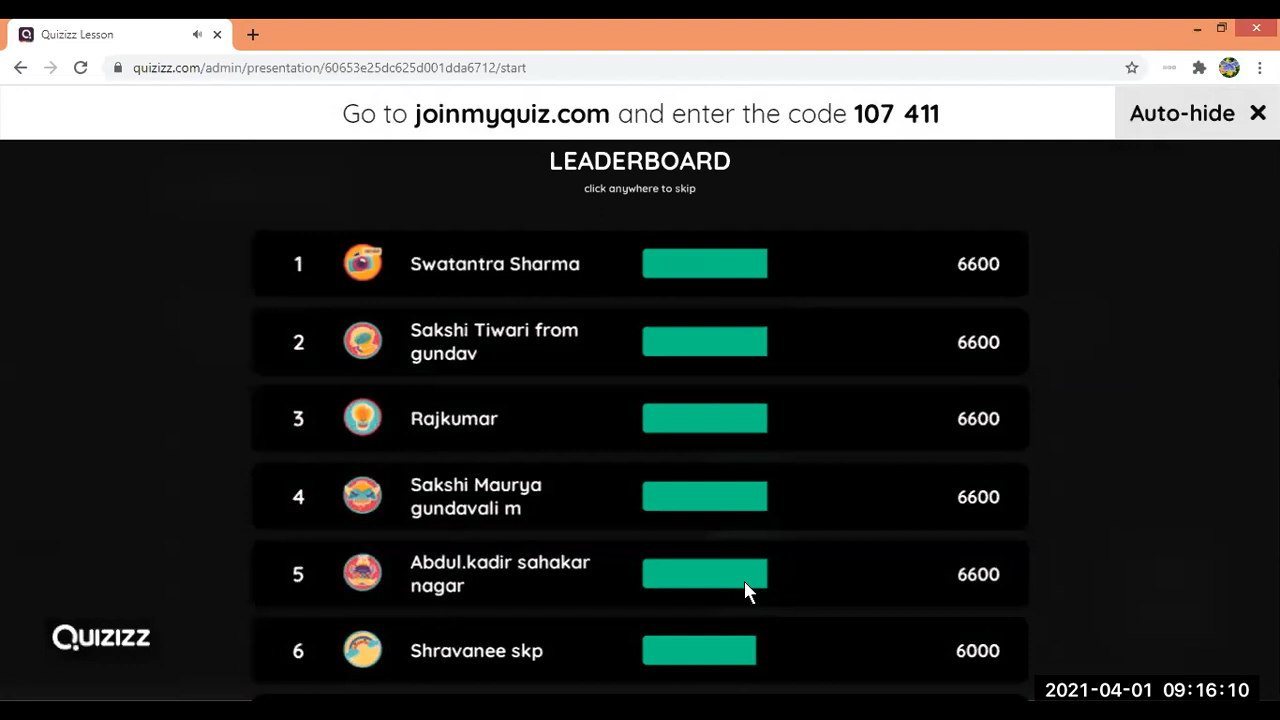 Quizizz Lesson
quizizz.com/admin/presentation/60653e25dc625d001dda6712/start
Go to joinmyquiz.com and enter the code 107 411
Auto-hide
LEADERBOARD
click anywhere to skip
1 Swatantra Sharma 6600
2 Sakshi Tiwari from
gundav 6600
3 Rajkumar 6600
4 Sakshi Maurya
gundavali m 6600
5 Abdul.kadir sahakar
nagar 6600
6 Shravanee skp 6000
Quizizz
2021-04-01 09:16:10